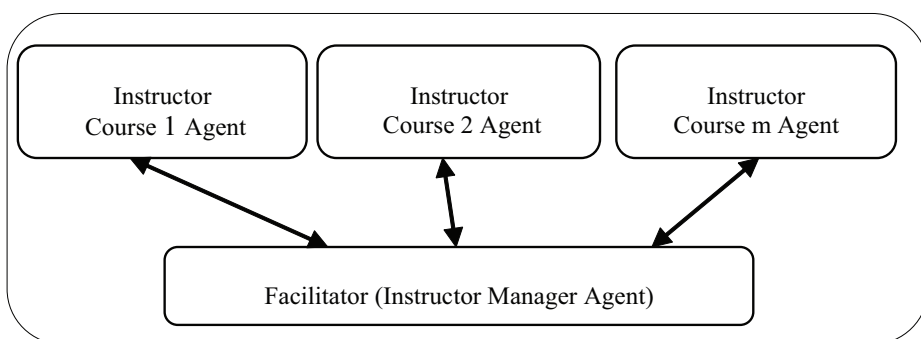 Instructor
Course 1 Agent
Instructor
Course 2 Agent
Instructor
Course m Agent
Facilitator (Instructor Manager Agent)